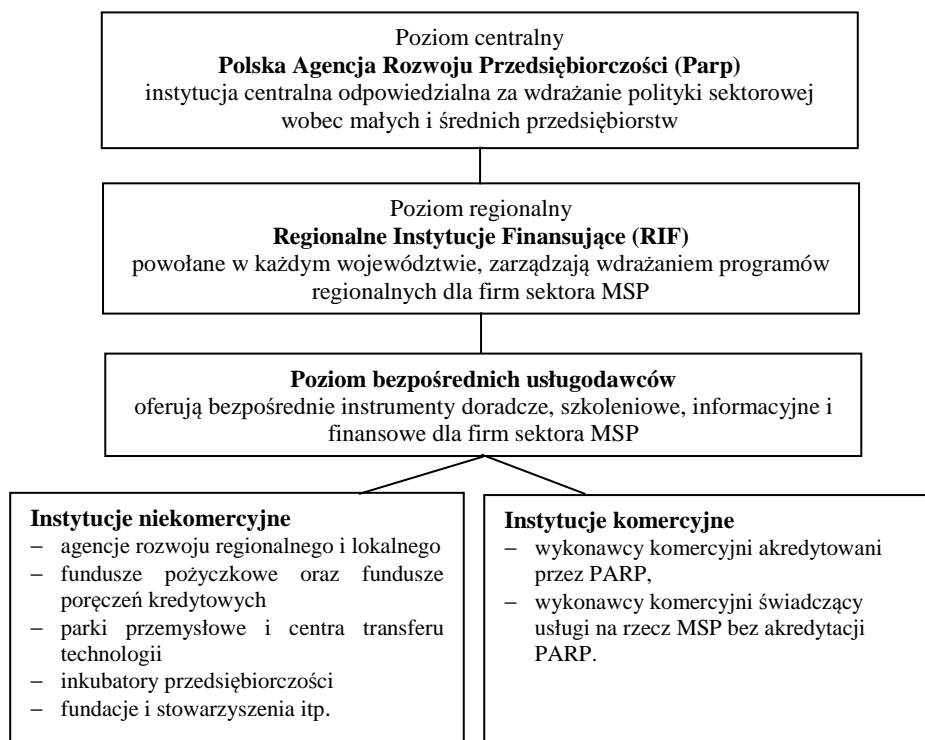 Poziom centralny
Polska Agencja Rozwoju Przedsiębiorczości (Parp)
instytucja centralna odpowiedzialna za wdrażanie polityki sektorowej
wobec małych i średnich przedsiębiorstw
Poziom regionalny
Regionalne Instytucje Finansujące (RIF)
powołane w każdym województwie, zarządzają wdrażaniem programów
regionalnych dla firm sektora MSP
Poziom bezpośrednich usługodawców
oferują bezpośrednie instrumenty doradcze, szkoleniowe, informacyjne i
finansowe dla firm sektora MSP
Instytucje niekomercyjne
− agencje rozwoju regionalnego i lokalnego
− fundusze pożyczkowe oraz fundusze
poręczeń kredytowych
− parki przemysłowe i centra transferu
technologii
− inkubatory przedsiębiorczości
− fundacje i stowarzyszenia itp.
Instytucje komercyjne
− wykonawcy komercyjni akredytowani
przez PARP,
− wykonawcy komercyjni świadczący
usługi na rzecz MSP bez akredytacji
PARP.